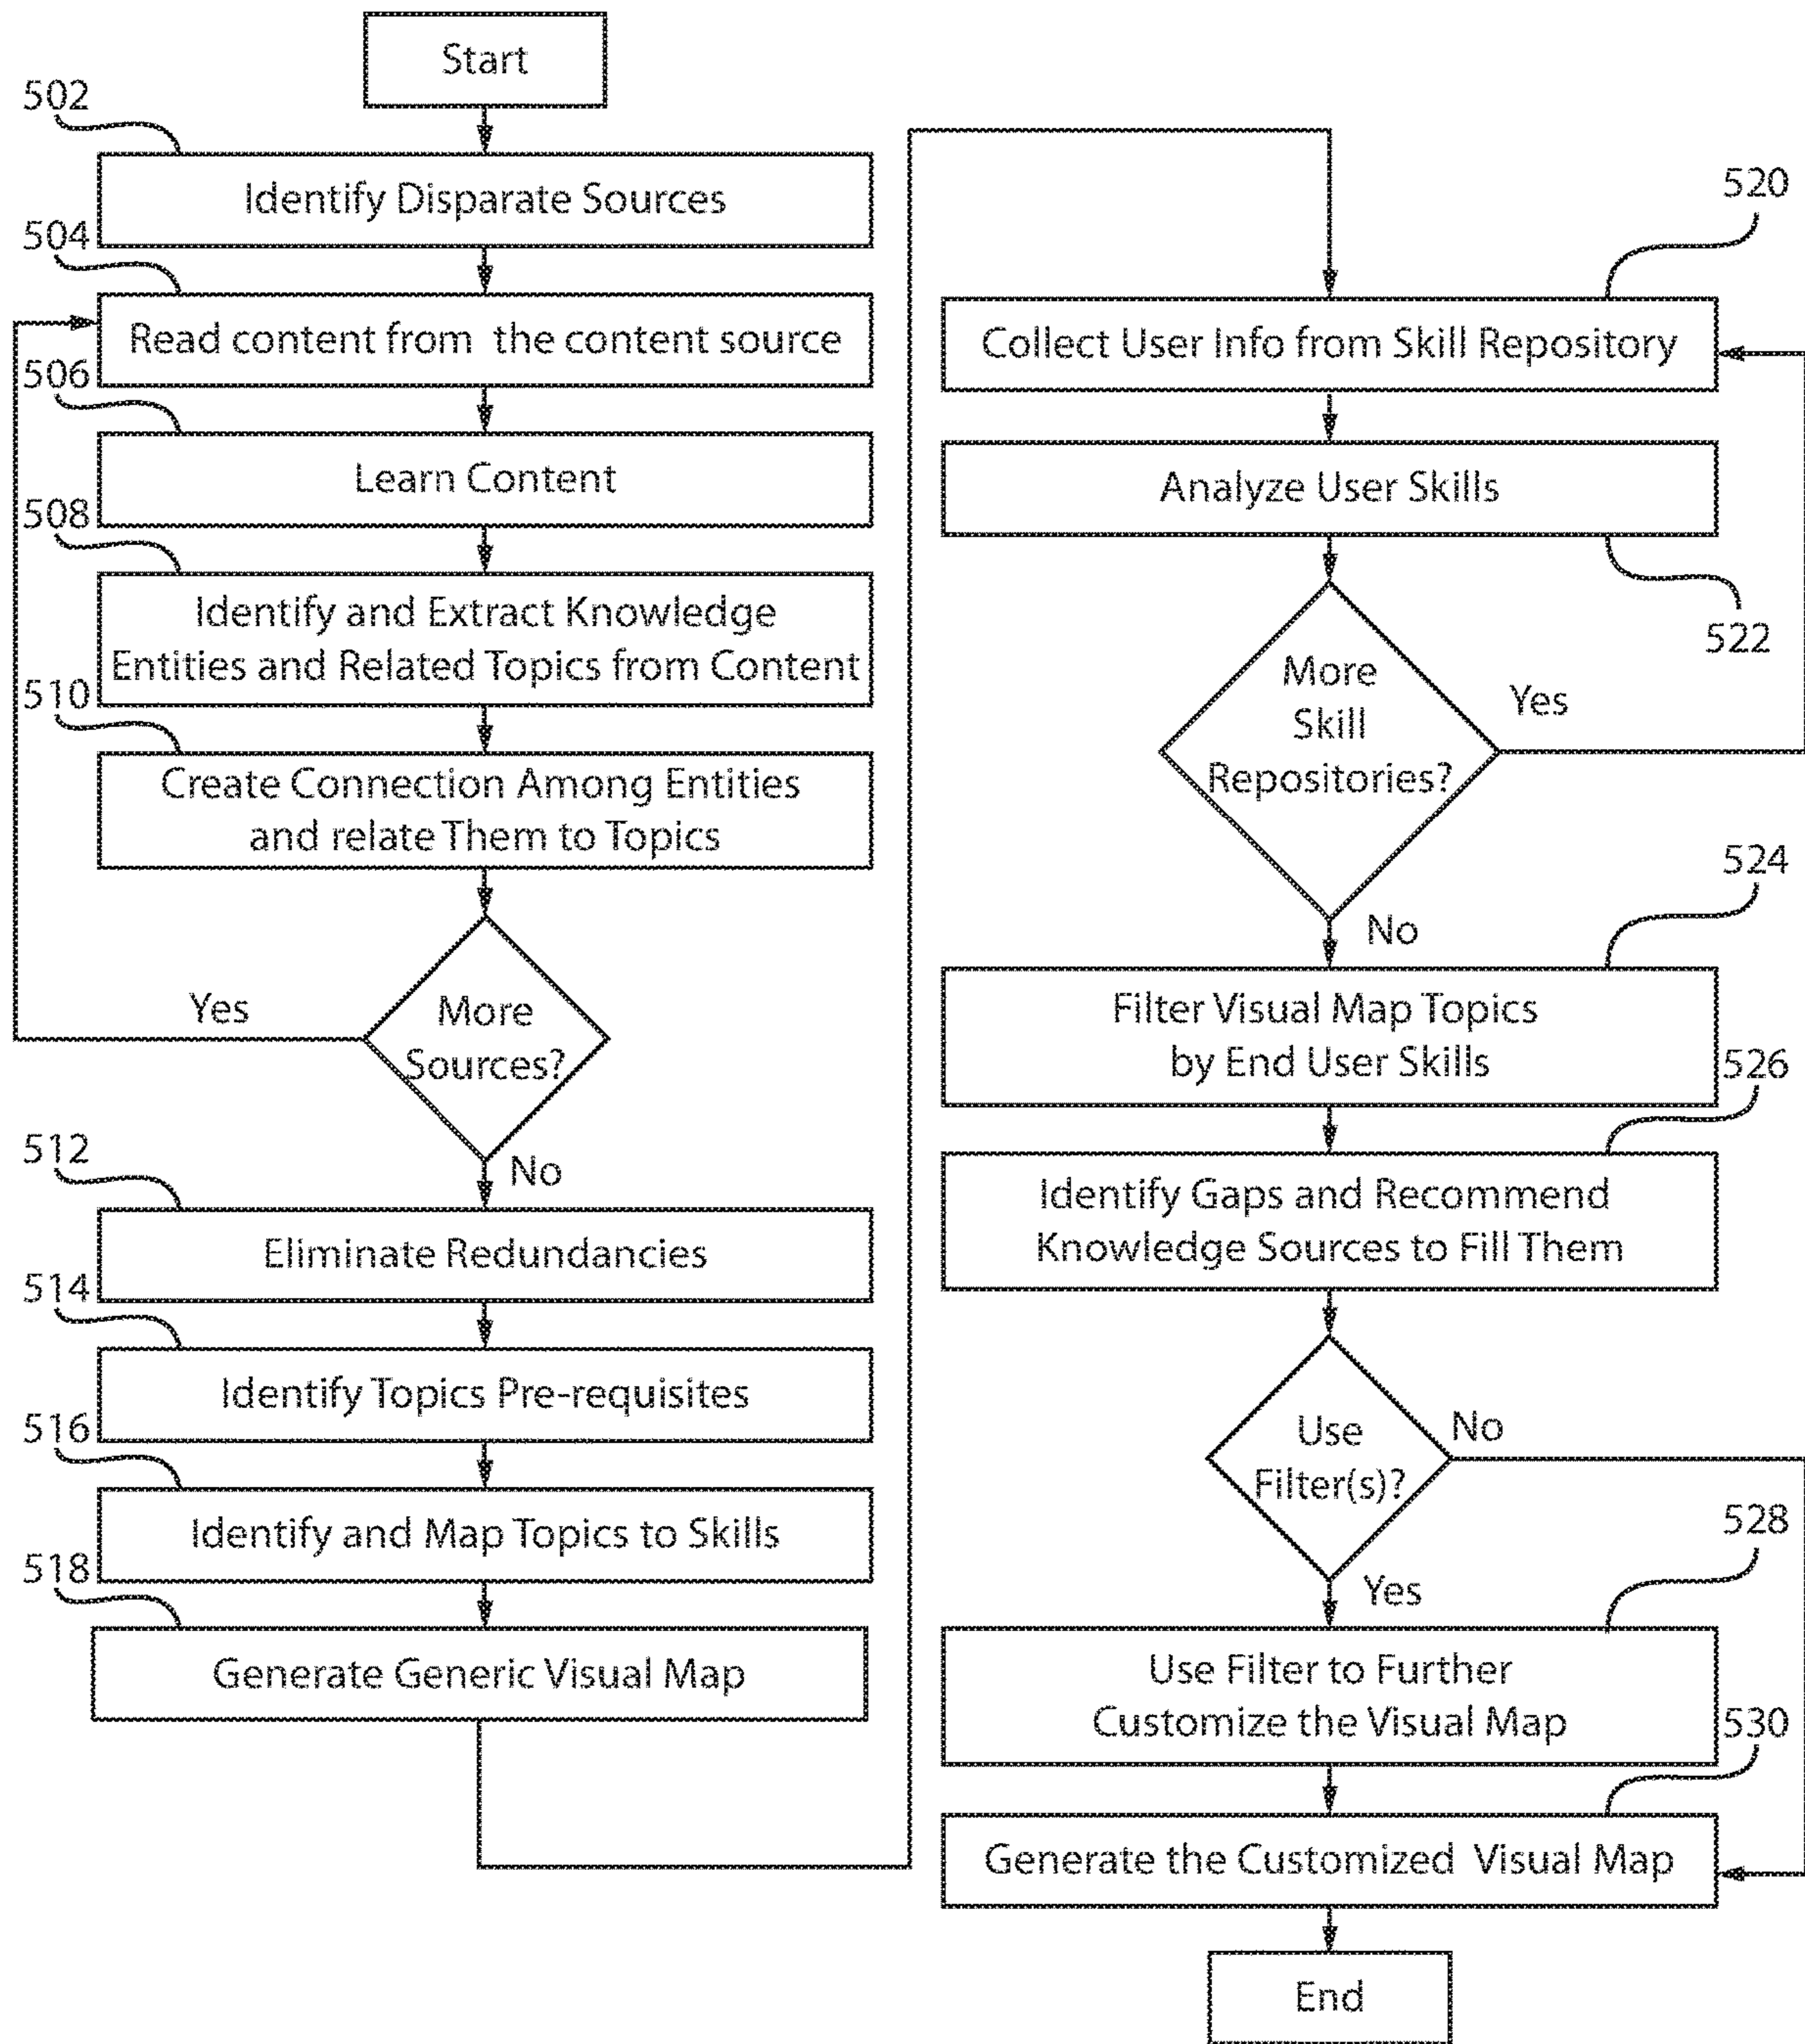 Start
502
Identify Disparate Sources
504
Read content from the content source
506
Learn Content
508
Identify and Extract Knowledge
Entities and Related Topics from Content
510
Create Connection Among Entities
and relate Them to Topics
Yes
More
Sources?
No
512
Eliminate Redundancies
514
Identify Topics Pre-requisites
516
Identify and Map Topics to Skills
518
Generate Generic Visual Map
520
Collect User Info from Skill Repository
Analyze User Skills
522
More
Skill
Repositories?
Yes
No
524
Filter Visual Map Topics
by End User Skills
526
Identify Gaps and Recommend
Knowledge Sources to Fill Them
Use
Filter(s)?
No
Yes
528
Use Filter to Further
Customize the Visual Map
530
Generate the Customized Visual Map
End